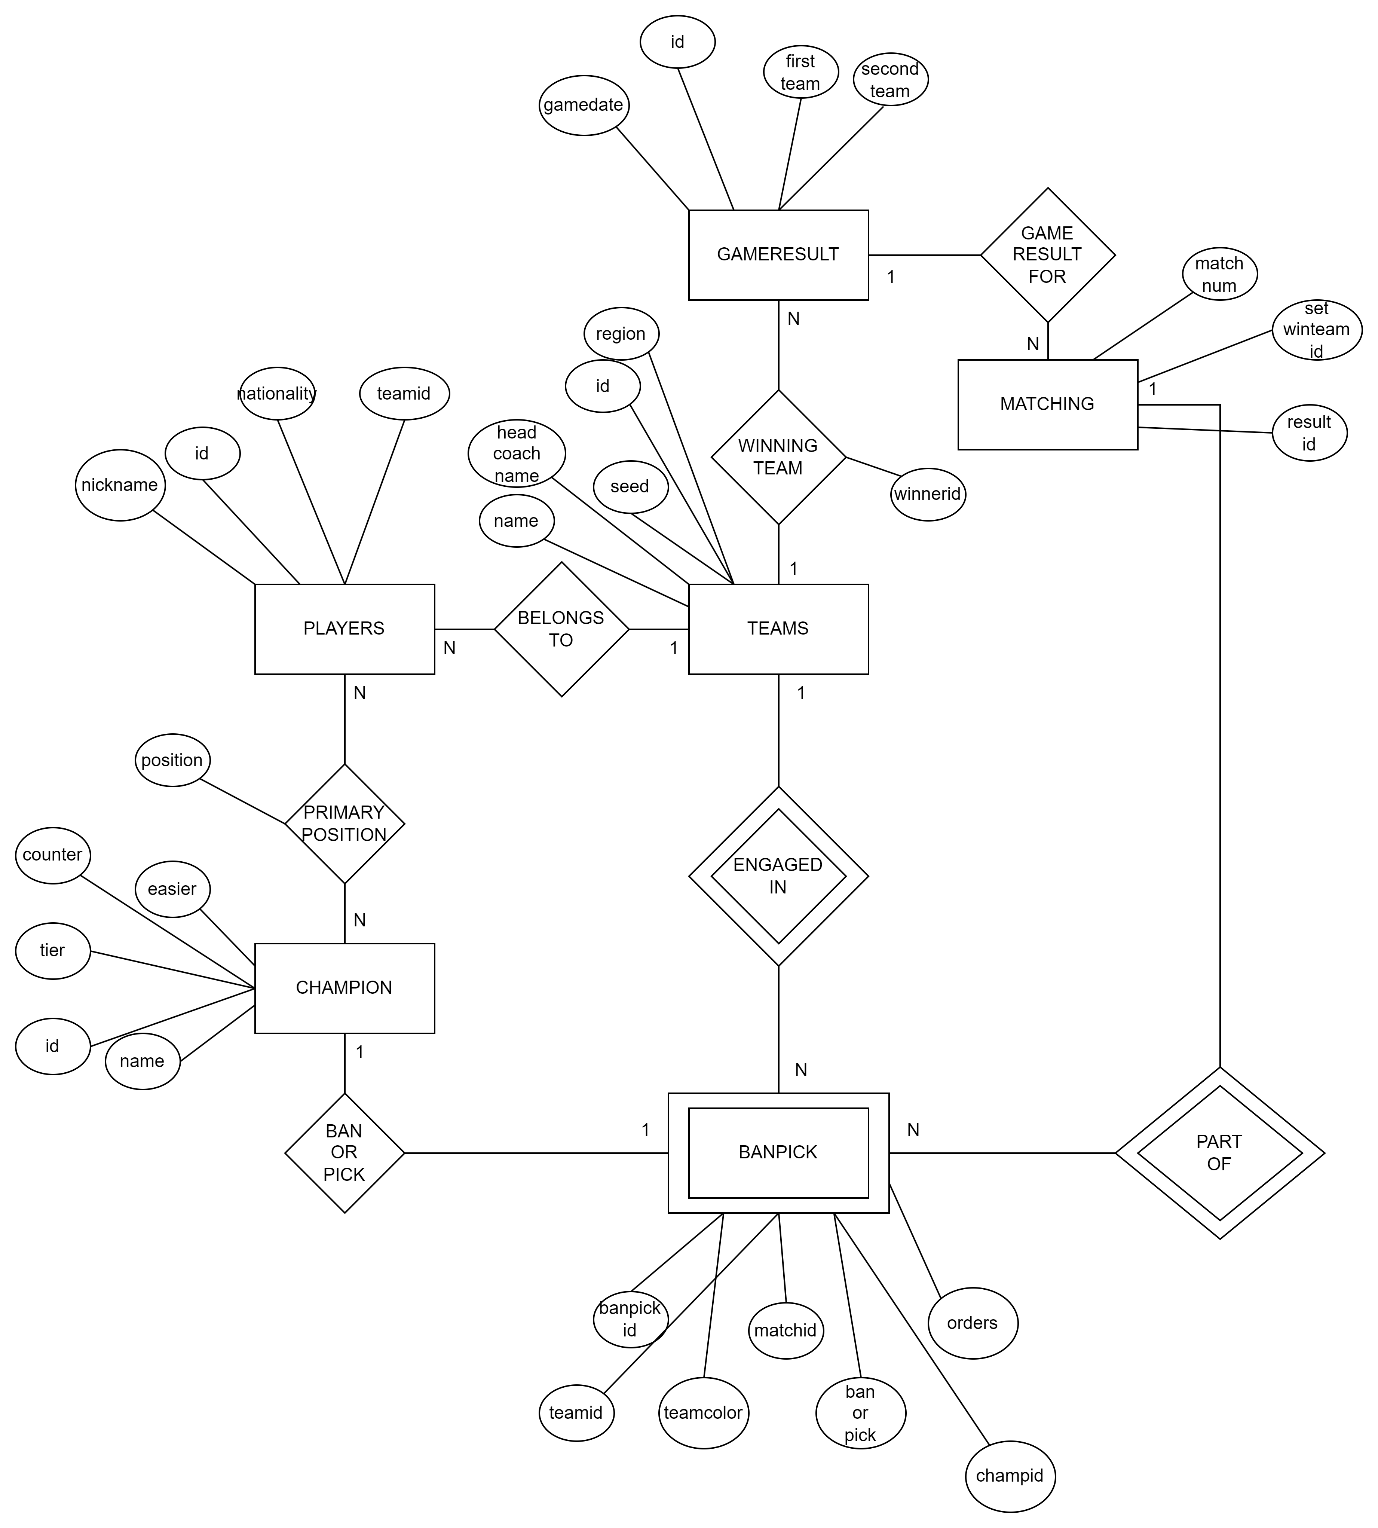 id
first
team
second
team
gamedate
GAMERESULT
1
GAME
RESULT
FOR
match
num
set
winteam
id
result
id
N
MATCHING
1
N
region
id
head
coach
name
seed
name
WINNING
TEAM
winnerid
1
nationality
teamid
id
nickname
PLAYERS
N
BELONGS
TO
1
TEAMS
N
1
position
PRIMARY
POSITION
counter
easier
tier
id
name
N
CHAMPION
1
ENGAGED
IN
N
BAN
OR
PICK
1
BANPICK
N
PART
OF
banpick
id
matchid
orders
teamid
teamcolor
ban
or
pick
champid